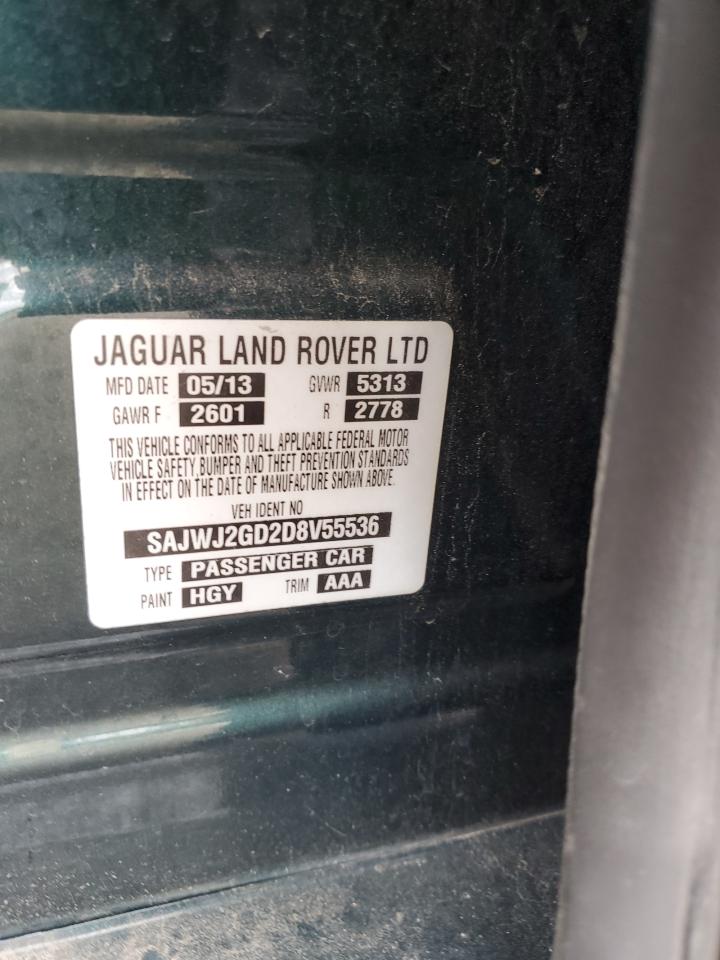 JAGUAR LAND ROVER LTD
MFD DATE 05/13 GVWR 5313
GAWR F 2601 R 2778
THIS VEHICLE CONFORMS TO ALL APPLICABLE FEDERAL MOTOR
VEHICLE SAFETY, BUMPER AND THEFT PREVENTION STANDARDS
IN EFFECT ON THE DATE OF MANUFACTURE SHOWN ABOVE.
VEH IDENT NO
SAJWJ2GD2D8V55536
TYPE PASSENGER CAR
PAINT HGY TRIM AAA